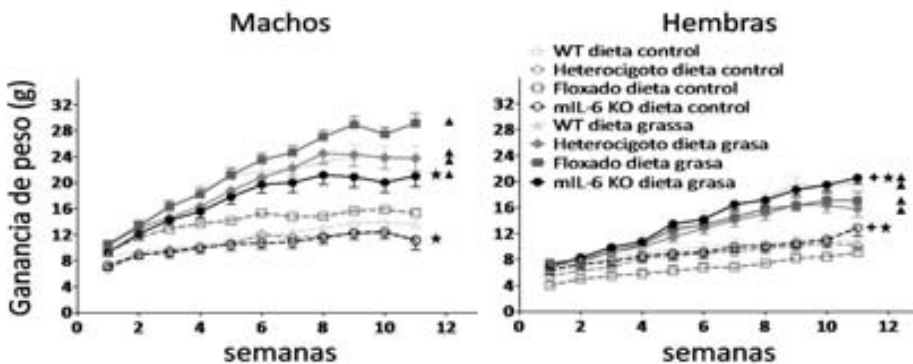 Machos
Hembras
WT dieta control
Heterocigoto dieta control
Floxado dieta control
mIL-6 KO dieta control
WT dieta grassa
Heterocigoto dieta grasa
Floxado dieta grasa
mIL-6 KO dieta grasa
Ganancia de peso (g)
32
28
24
20
16
12
8
4
0
0 2 4 6 8 10 12
semanas
32
28
24
20
16
12
8
4
0
0 2 4 6 8 10 12
semanas